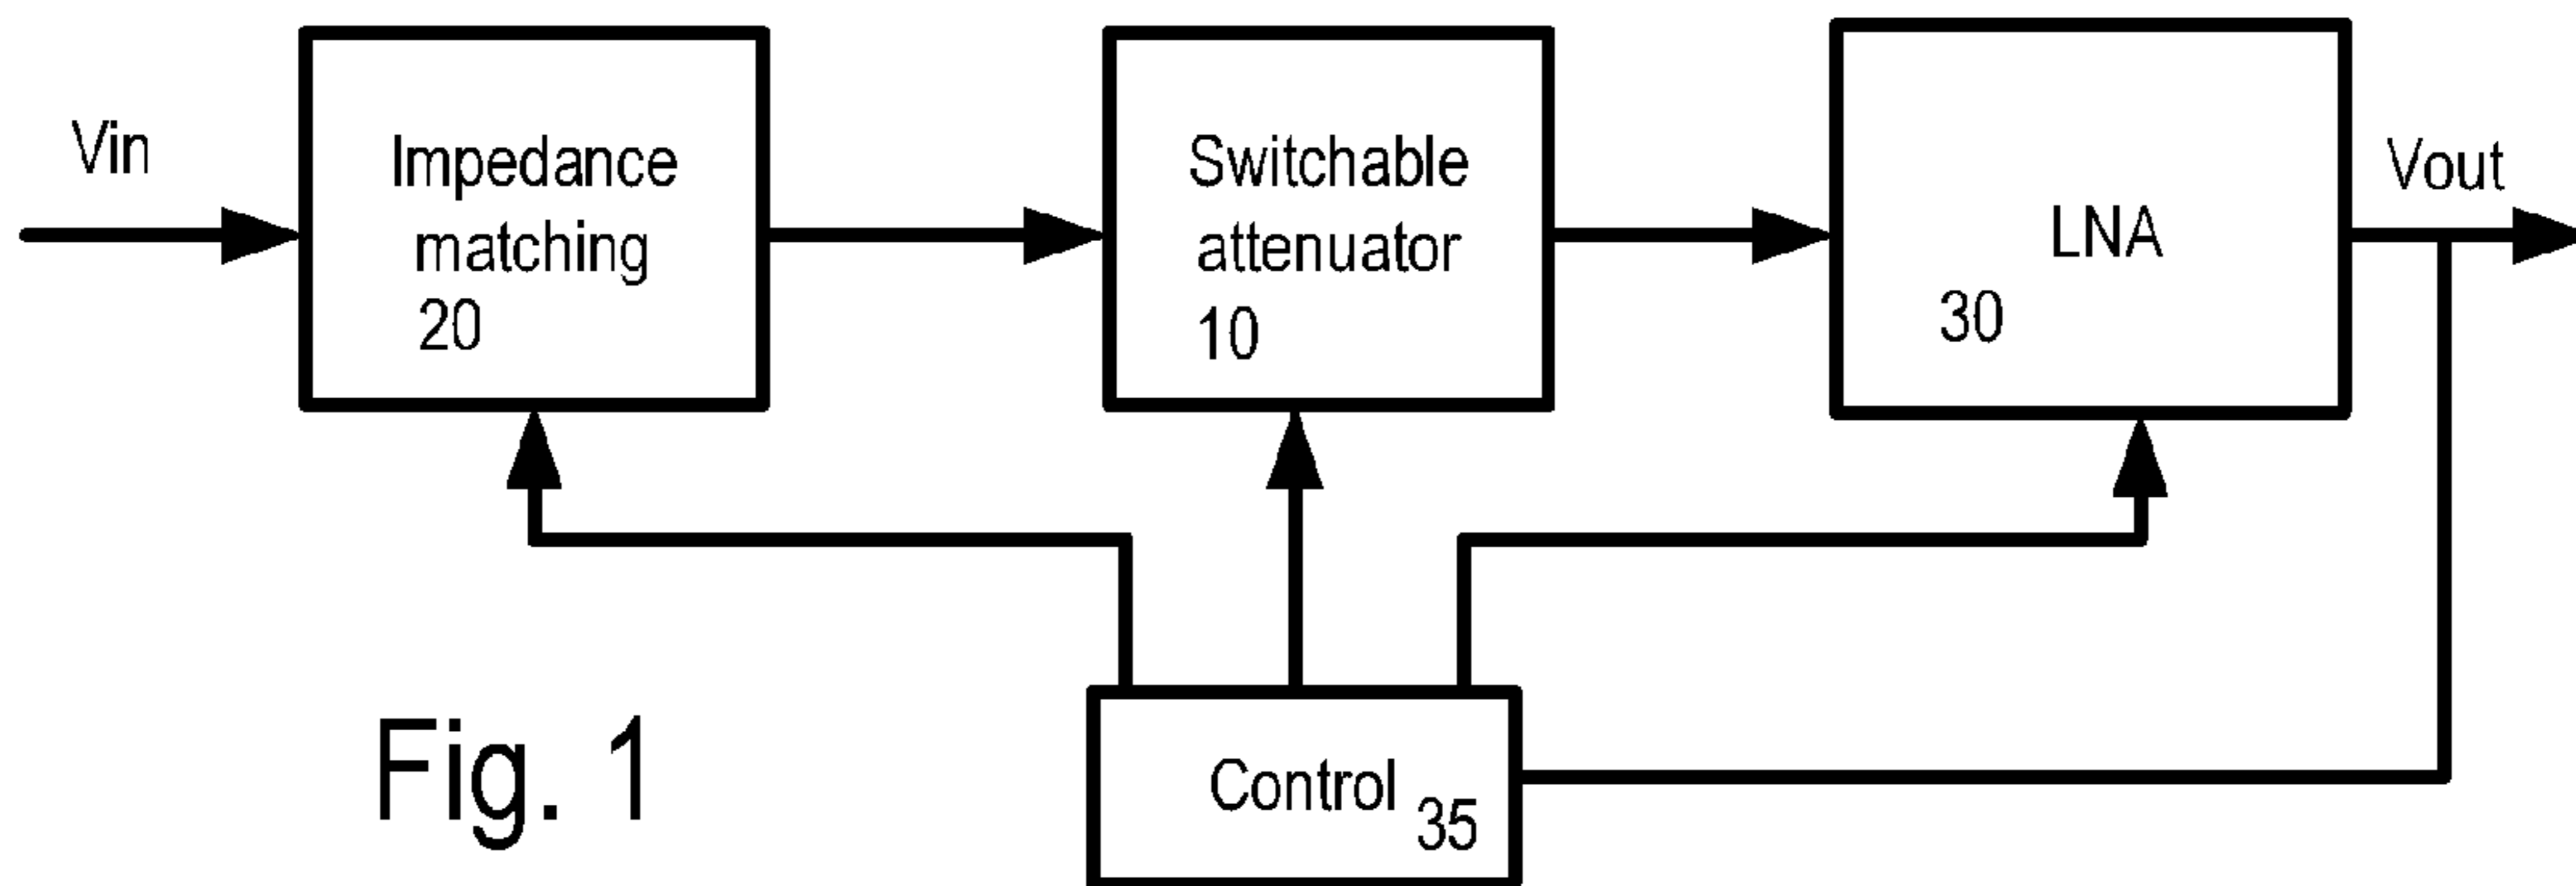 Vin
Impedance
matching
20
Switchable
attenuator
10
LNA
30
Vout
Control 35
Fig. 1